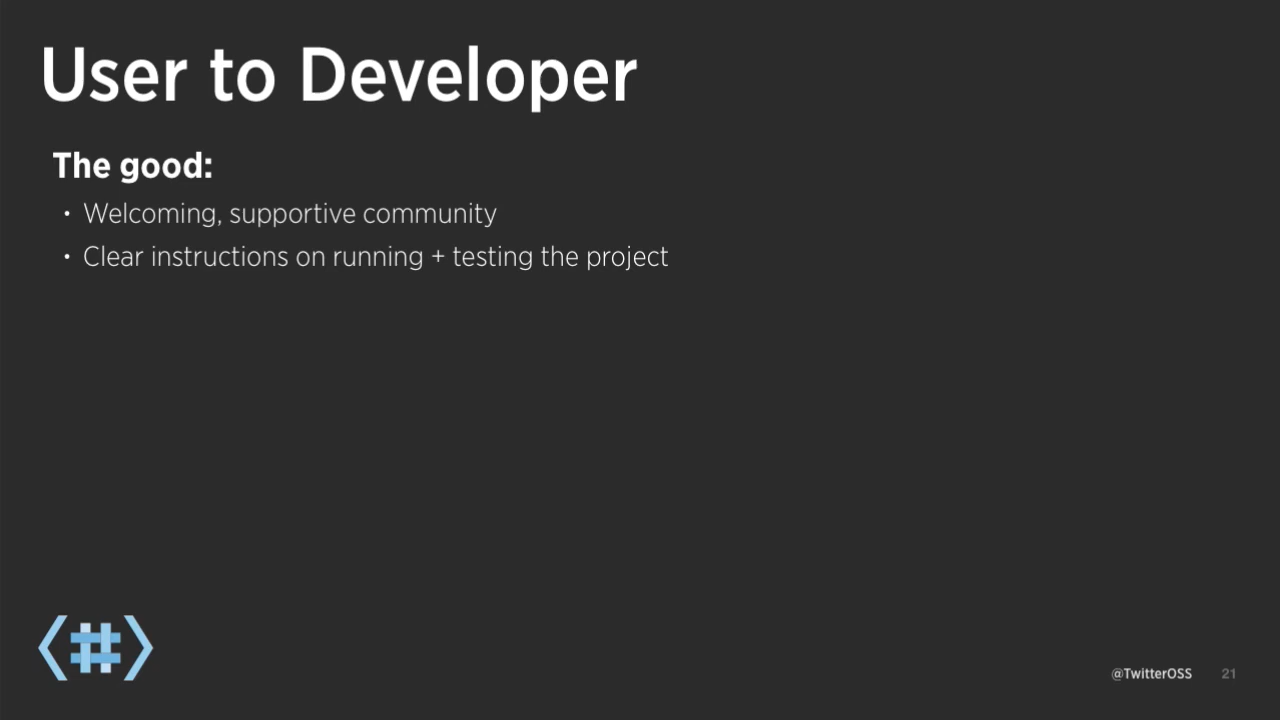 User to Developer
The good:
• Welcoming, supportive community
• Clear instructions on running + testing the project
@TwitterOSS 21